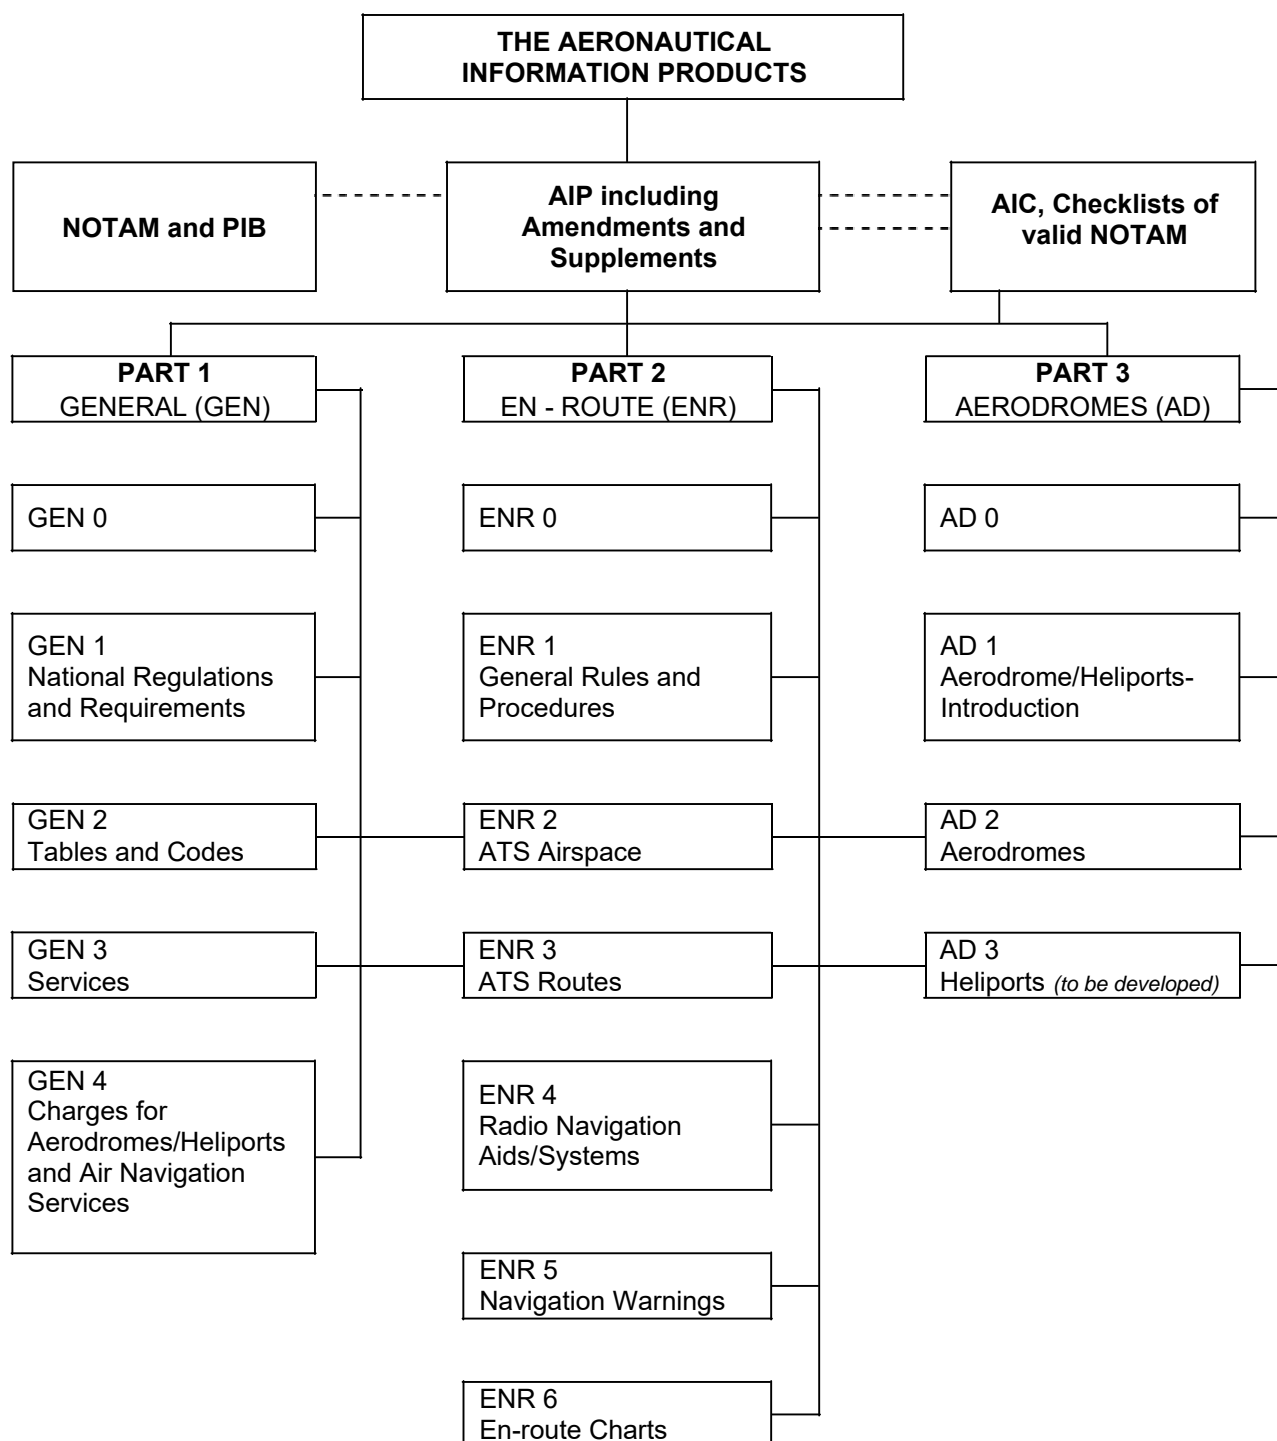 THE AERONAUTICAL
INFORMATION PRODUCTS
NOTAM and PIB
AIP including
Amendments and
Supplements
AIC, Checklists of
valid NOTAM
PART 1
GENERAL (GEN)
PART 2
EN - ROUTE (ENR)
PART 3
AERODROMES (AD)
GEN 0
ENR 0
AD 0
GEN 1
National Regulations
and Requirements
ENR 1
General Rules and
Procedures
AD 1
Aerodrome/Heliports-
Introduction
GEN 2
Tables and Codes
ENR 2
ATS Airspace
AD 2
Aerodromes
GEN 3
Services
ENR 3
ATS Routes
AD 3
Heliports (to be developed)
GEN 4
Charges for
Aerodromes/Heliports
and Air Navigation
Services
ENR 4
Radio Navigation
Aids/Systems
ENR 5
Navigation Warnings
ENR 6
En-route Charts